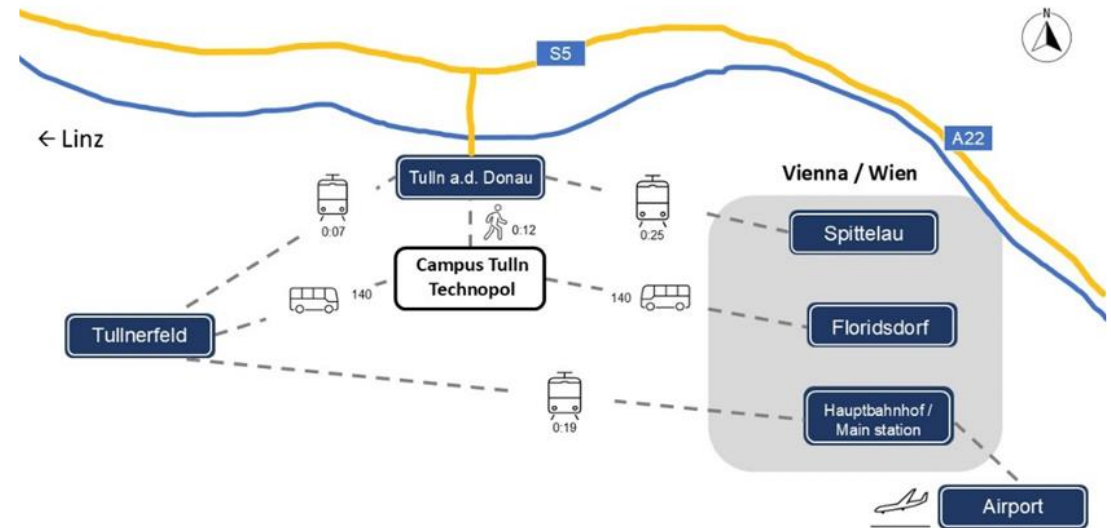 N
S5
← Linz
A22
Vienna / Wien
Tulln a.d. Donau
0:07
0:12
0:25
Spittelau
Campus Tulln
Technopol
140
140
Tullnerfeld
Floridsdorf
0:19
Hauptbahnhof /
Main station
Airport